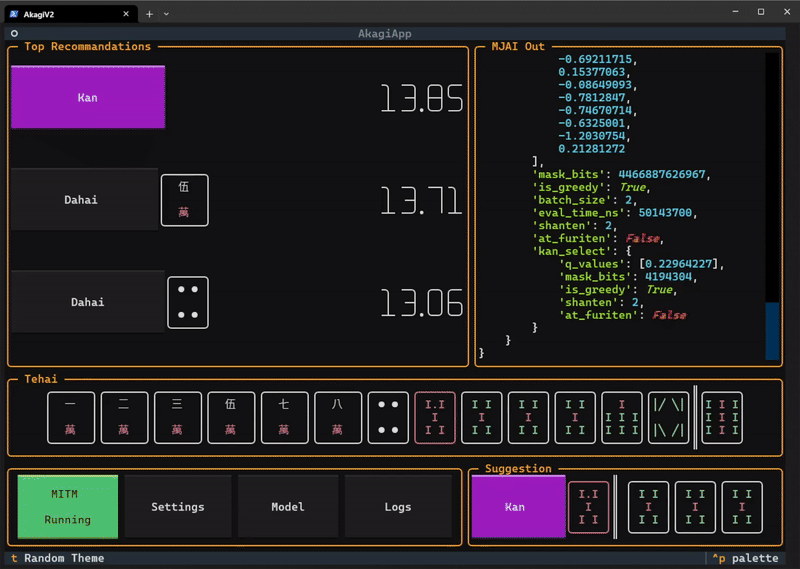 AkagiV2
AkagiApp
Top Recommandations
Kan
13.85
Dahai
伍
萬
13.71
Dahai
13.06
MJAI Out
-0.69211715,
0.15377063,
-0.08649093,
-0.7812847,
-0.74670714,
-0.6325001,
-1.2030754,
0.21281272
],
'mask_bits': 4466887626967,
'is_greedy': True,
'batch_size': 2,
'eval_time_ns': 50143700,
'shanten': 2,
'at_furiten': False,
'kan_select': {
'q_values': [0.22964227],
'mask_bits': 4194304,
'is_greedy': True,
'shanten': 2,
'at_furiten': False
}
}
}
Tehai
一 二 三 伍 七 八
萬 萬 萬 萬 萬 萬
MITM
Running
Settings
Model
Logs
Suggestion
Kan
t Random Theme
^p palette